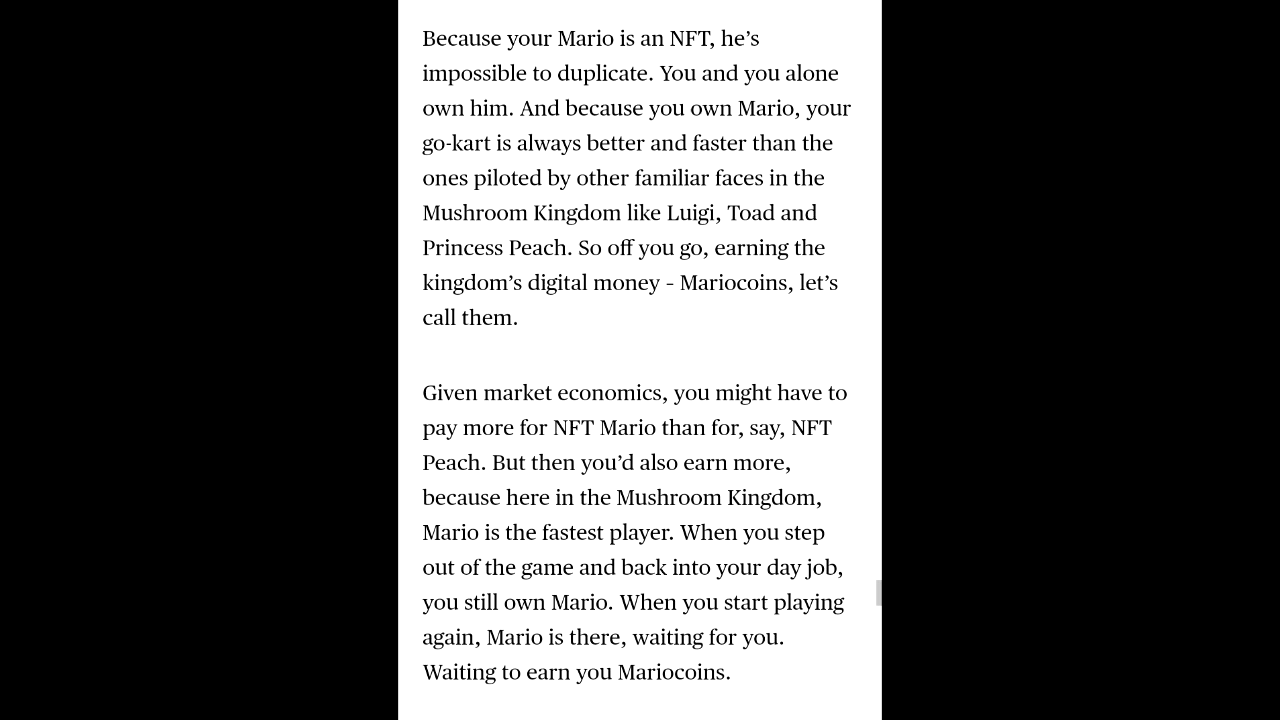 Because your Mario is an NFT, he’s
impossible to duplicate. You and you alone
own him. And because you own Mario, your
go-kart is always better and faster than the
ones piloted by other familiar faces in the
Mushroom Kingdom like Luigi, Toad and
Princess Peach. So off you go, earning the
kingdom’s digital money – Mariocoins, let’s
call them.
Given market economics, you might have to
pay more for NFT Mario than for, say, NFT
Peach. But then you’d also earn more,
because here in the Mushroom Kingdom,
Mario is the fastest player. When you step
out of the game and back into your day job,
you still own Mario. When you start playing
again, Mario is there, waiting for you.
Waiting to earn you Mariocoins.